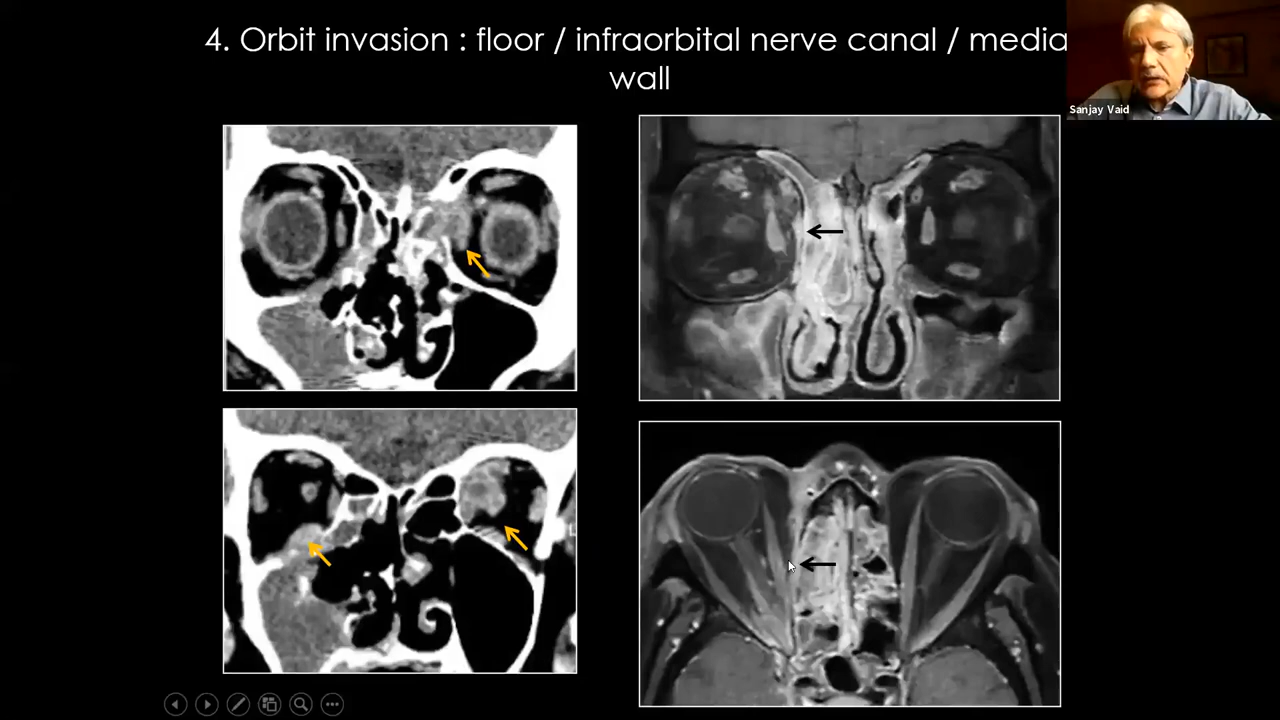 4. Orbit invasion : floor / infraorbital nerve canal / media
wall
Sanjay Vaid
L